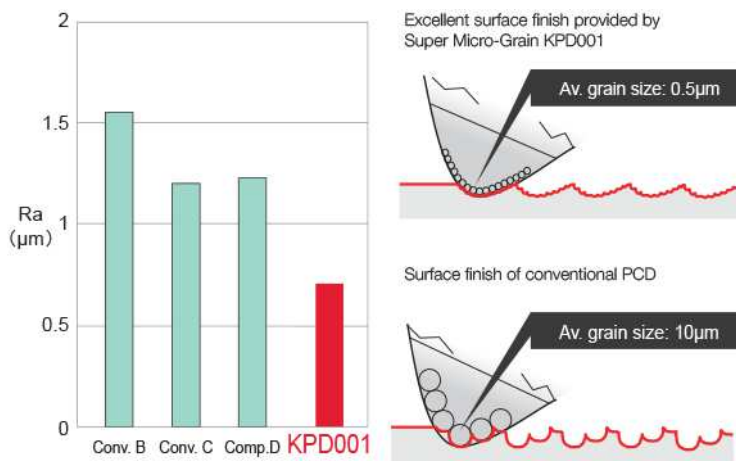 2
1.5
1
0.5
0
Ra
(μm)
Conv. B
Conv. C
Comp.D
KPD001
Excellent surface finish provided by
Super Micro-Grain KPD001
Av. grain size: 0.5μm
Surface finish of conventional PCD
Av. grain size: 10μm